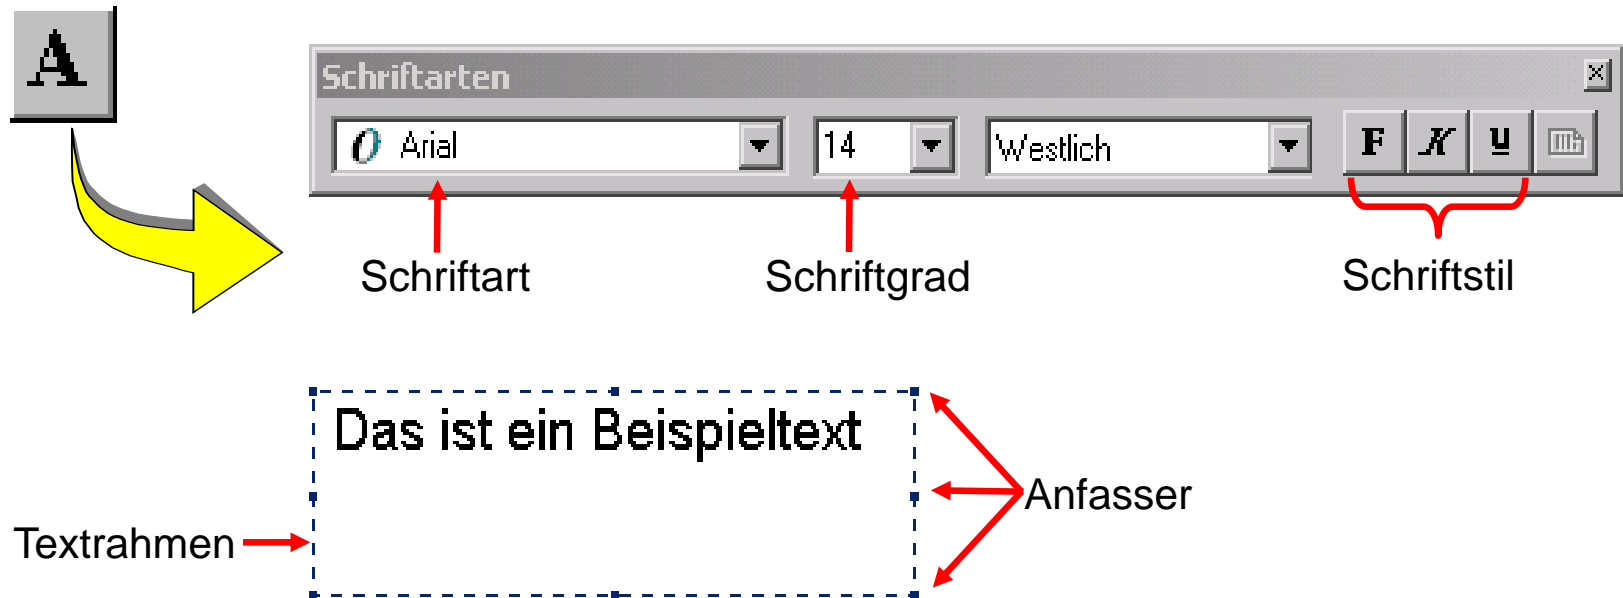 A
Schriftarten
Arial 14 Westlich F K U
Schriftart Schriftgrad Schriftstil
Das ist ein Beispieltext
Anfasser
Textrahmen